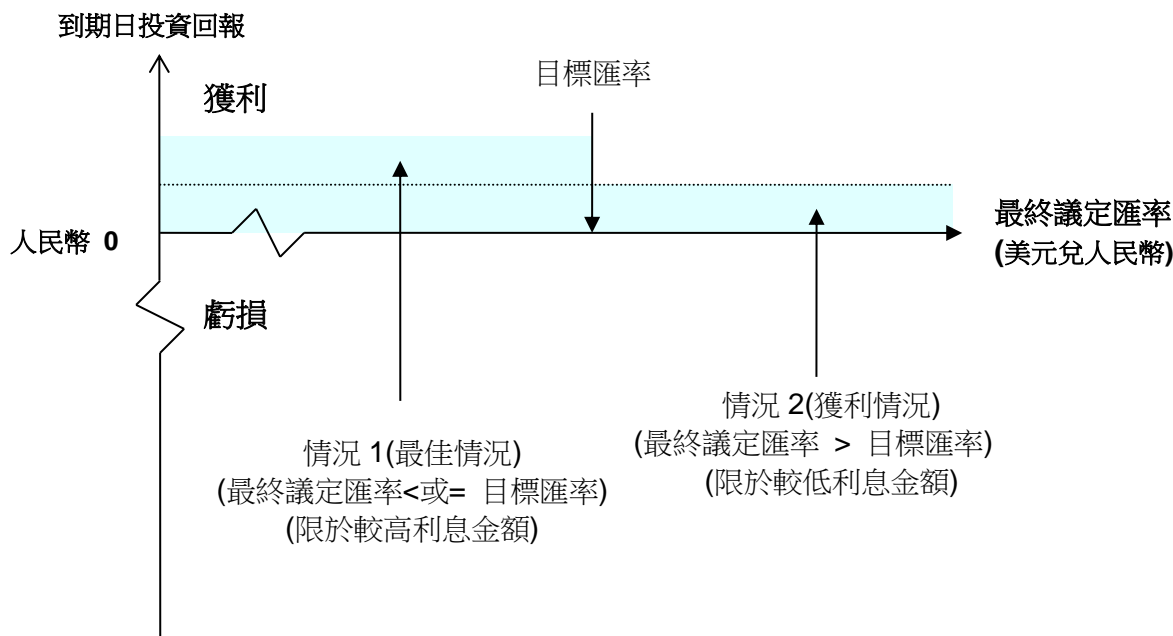 到期日投資回報
獲利
目標匯率
人民幣 0
最終議定匯率
(美元兌人民幣)
虧損
情況 1(最佳情況)
(最終議定匯率<或= 目標匯率)
(限於較高利息金額)
情況 2(獲利情況)
(最終議定匯率 > 目標匯率)
(限於較低利息金額)